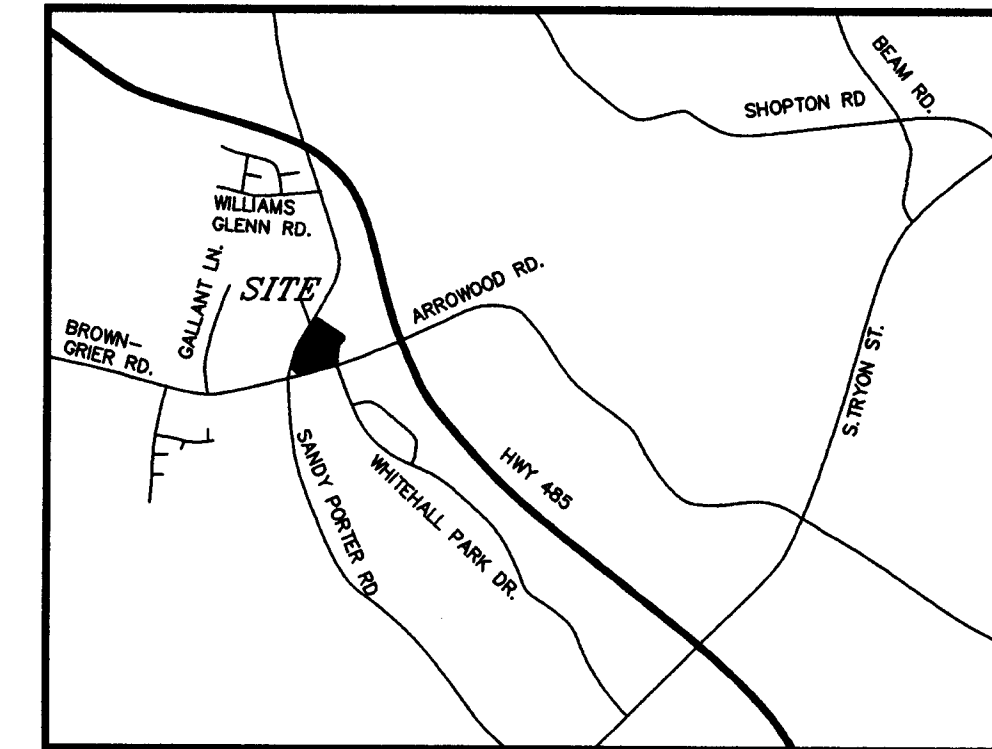 BEAM RD.
SHOPTON RD
WILLIAMS
GLENN RD.
GALLANT LN.
SITE
ARROWOOD RD.
BROWN-
GRIER RD.
S.TRYON ST.
SANDY PORTER RD
WHITEHALL PARK DR.
HWY 485